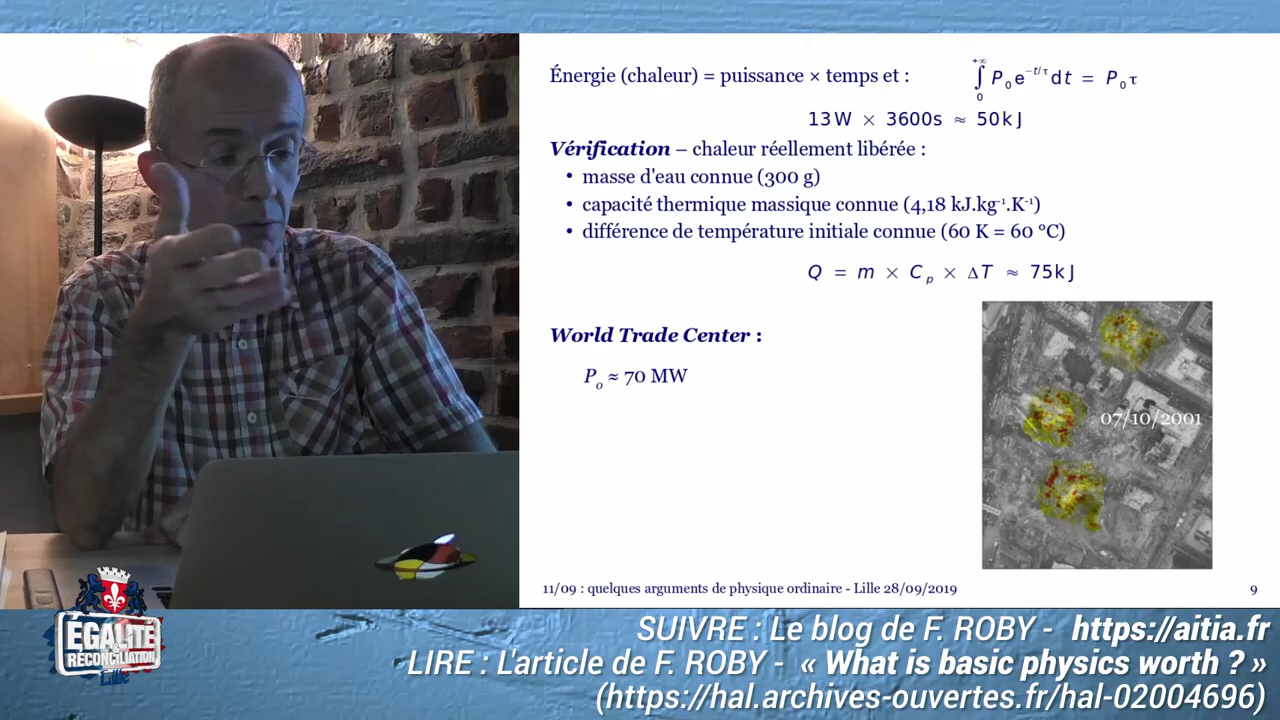 Énergie (chaleur) = puissance × temps et : ∫₀⁺∞ P₀ e⁻ᵗ/τ dt = P₀ τ
13 W × 3600s ≈ 50 kJ
Vérification – chaleur réellement libérée :
• masse d'eau connue (300 g)
• capacité thermique massique connue (4,18 kJ.kg⁻¹.K⁻¹)
• différence de température initiale connue (60 K = 60 °C)
Q = m × Cₚ × ΔT ≈ 75 kJ
World Trade Center :
Pₒ ≈ 70 MW
07/10/2001
11/09 : quelques arguments de physique ordinaire - Lille 28/09/2019
9
ÉGALITÉ
&
RÉCONCILIATION
Lille
SUIVRE : Le blog de F. ROBY - https://aitia.fr
LIRE : L'article de F. ROBY - « What is basic physics worth ? »
(https://hal.archives-ouvertes.fr/hal-02004696)